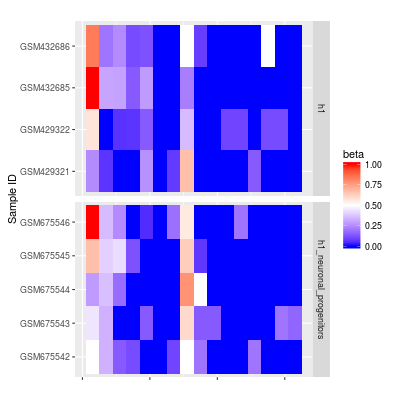 GSM432686
GSM432685
GSM429322
GSM429321
h1
GSM675546
GSM675545
GSM675544
GSM675543
GSM675542
h1_neuronal_progenitors
Sample ID
beta
1.00
0.75
0.50
0.25
0.00